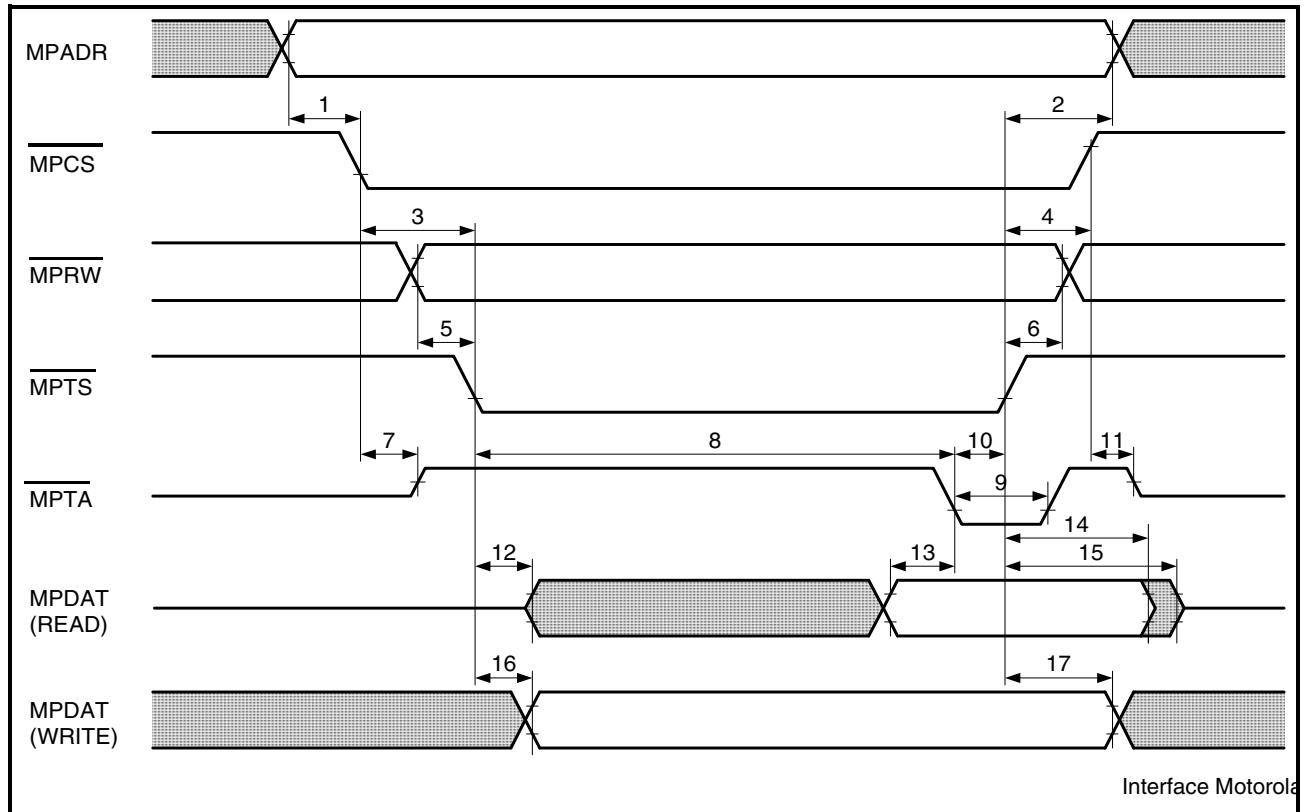 MPADR
1
2
MPCS
3
4
MPRW
5
6
MPTS
7
8
10
11
MPTA
9
14
12
13
15
MPDAT
(READ)
16
17
MPDAT
(WRITE)
Interface Motorola